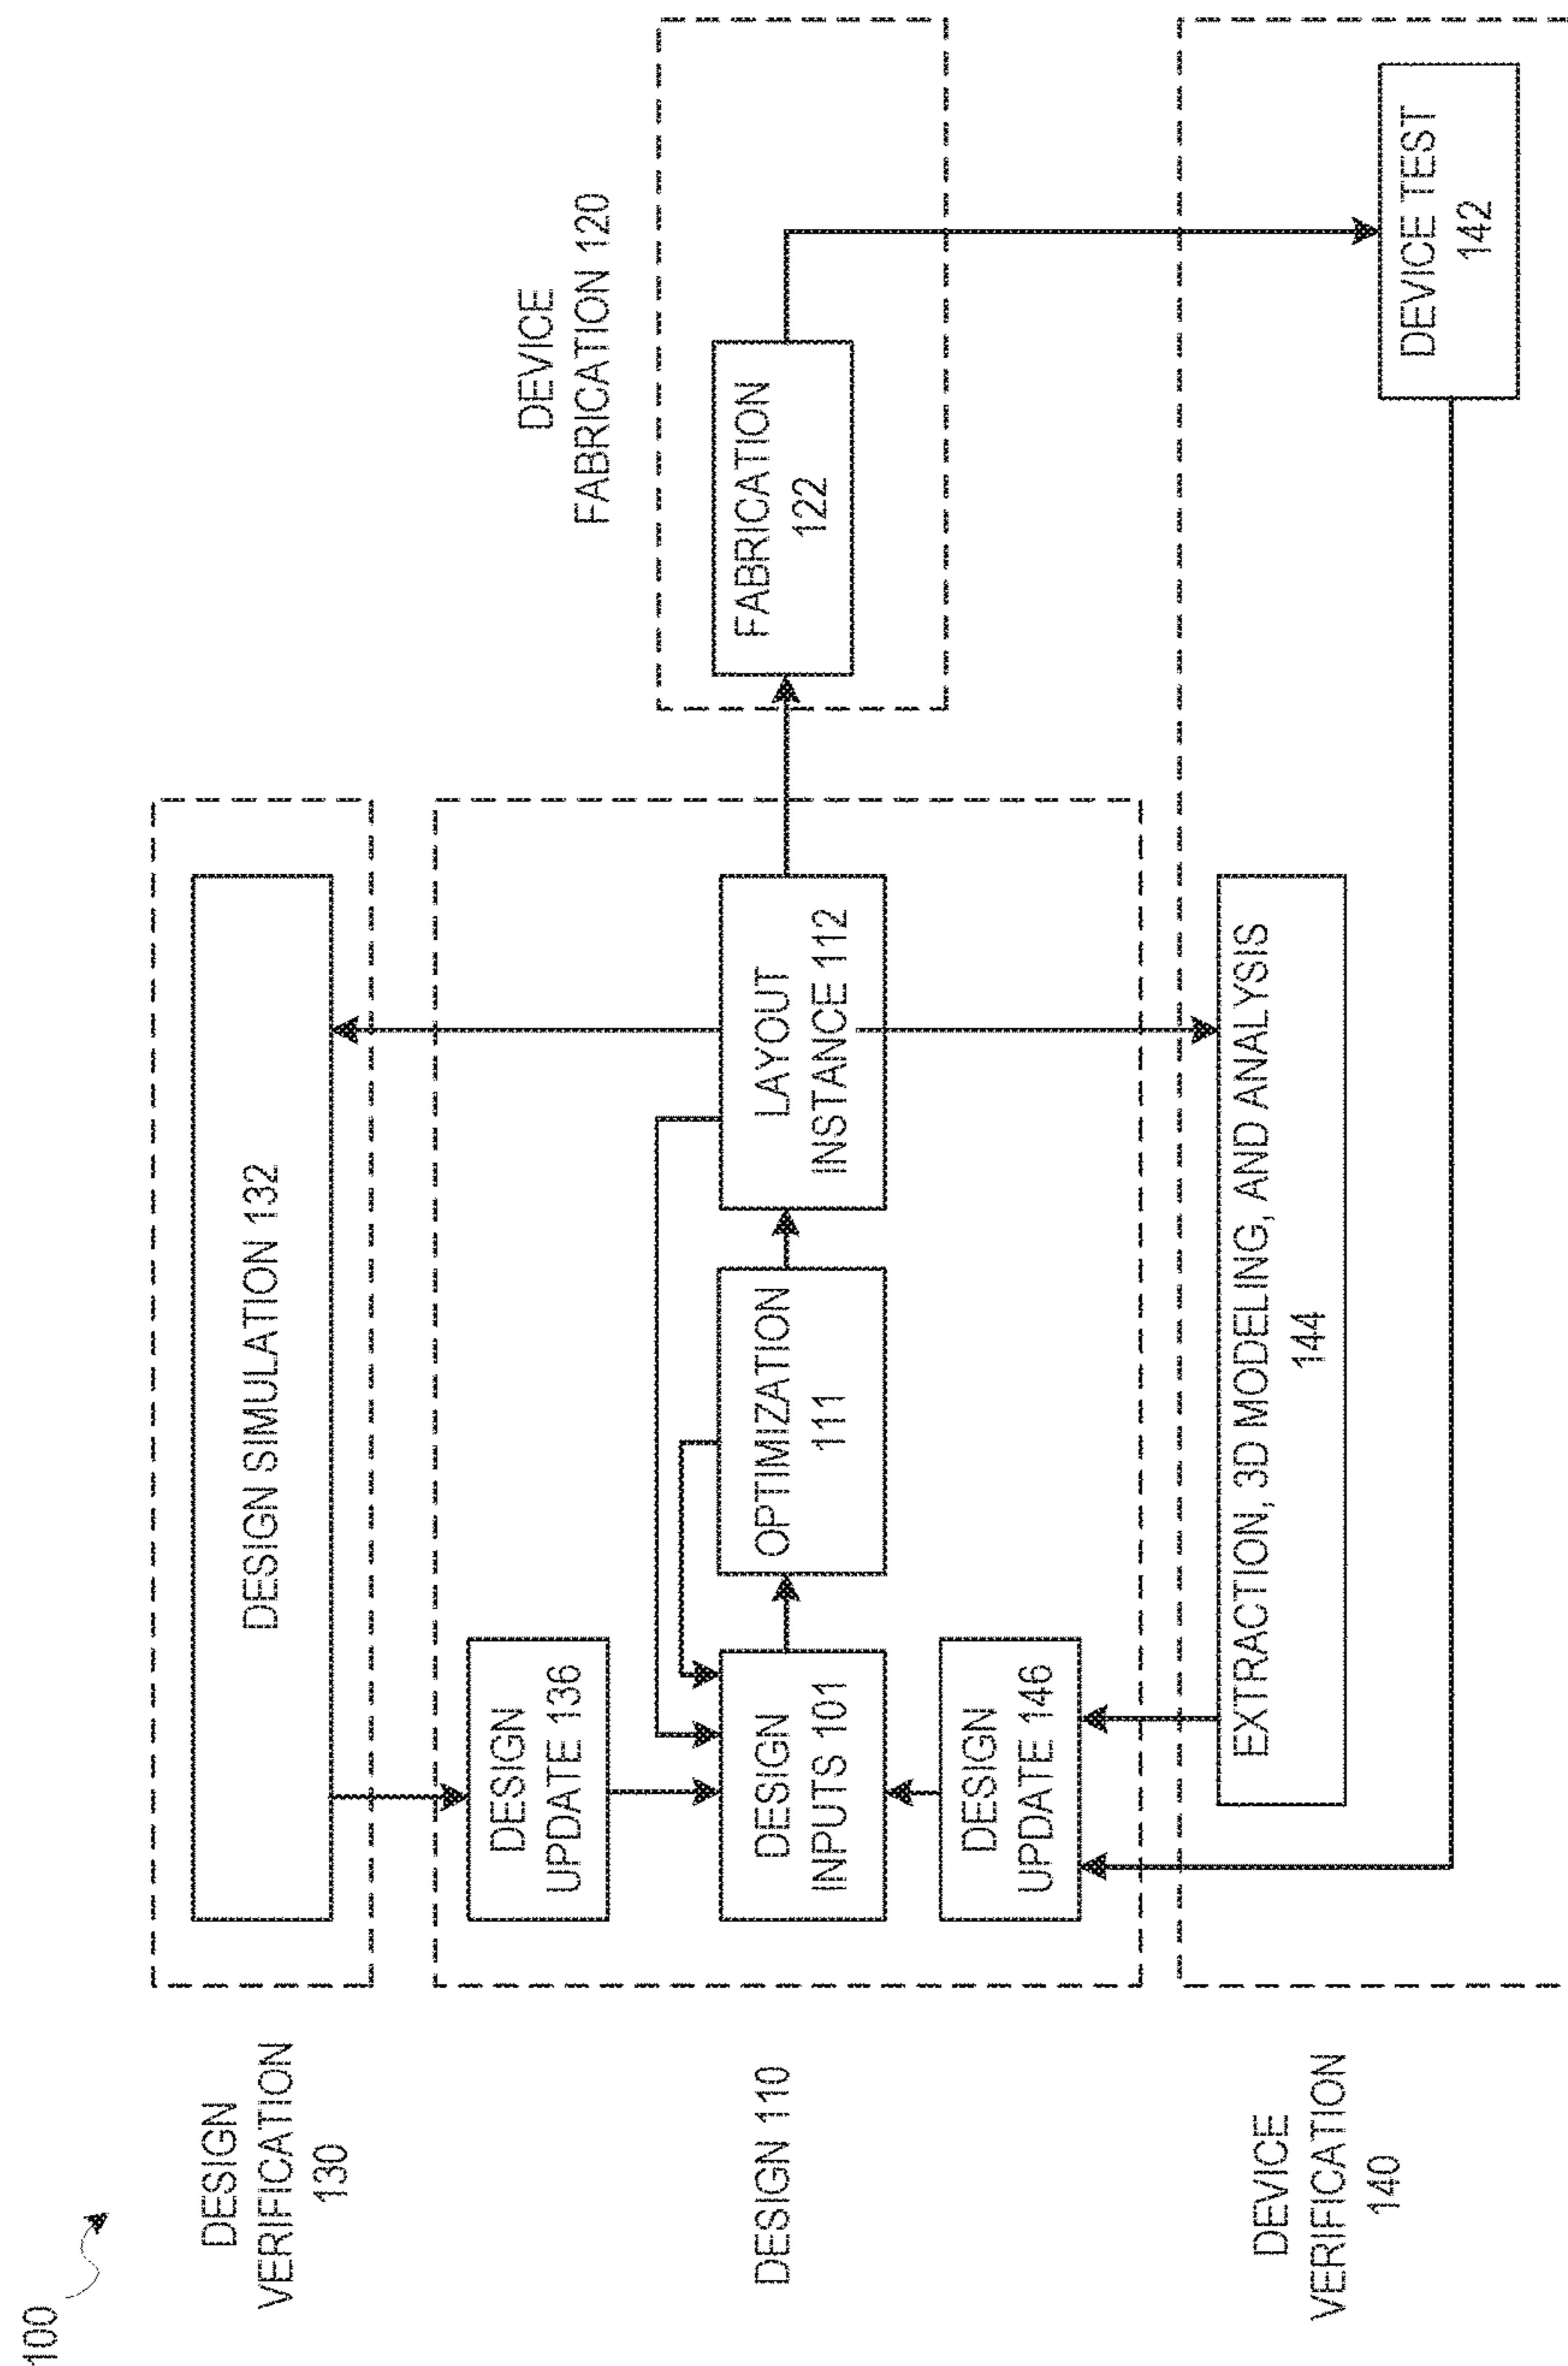 100
DESIGN
VERIFICATION
130
DESIGN SIMULATION 132
DEVICE
FABRICATION 120
DESIGN 110
DESIGN
UPDATE 136
DESIGN
INPUTS 101
OPTIMIZATION
111
LAYOUT
INSTANCE 112
FABRICATION
122
DESIGN
UPDATE 146
DEVICE
VERIFICATION
140
EXTRACTION, 3D MODELING, AND ANALYSIS
144
DEVICE TEST
142